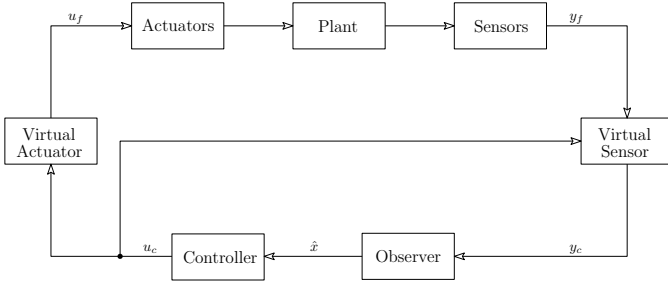 u_f
Actuators
Plant
Sensors
y_f
Virtual
Actuator
Virtual
Sensor
u_c
Controller
x̂
Observer
y_c